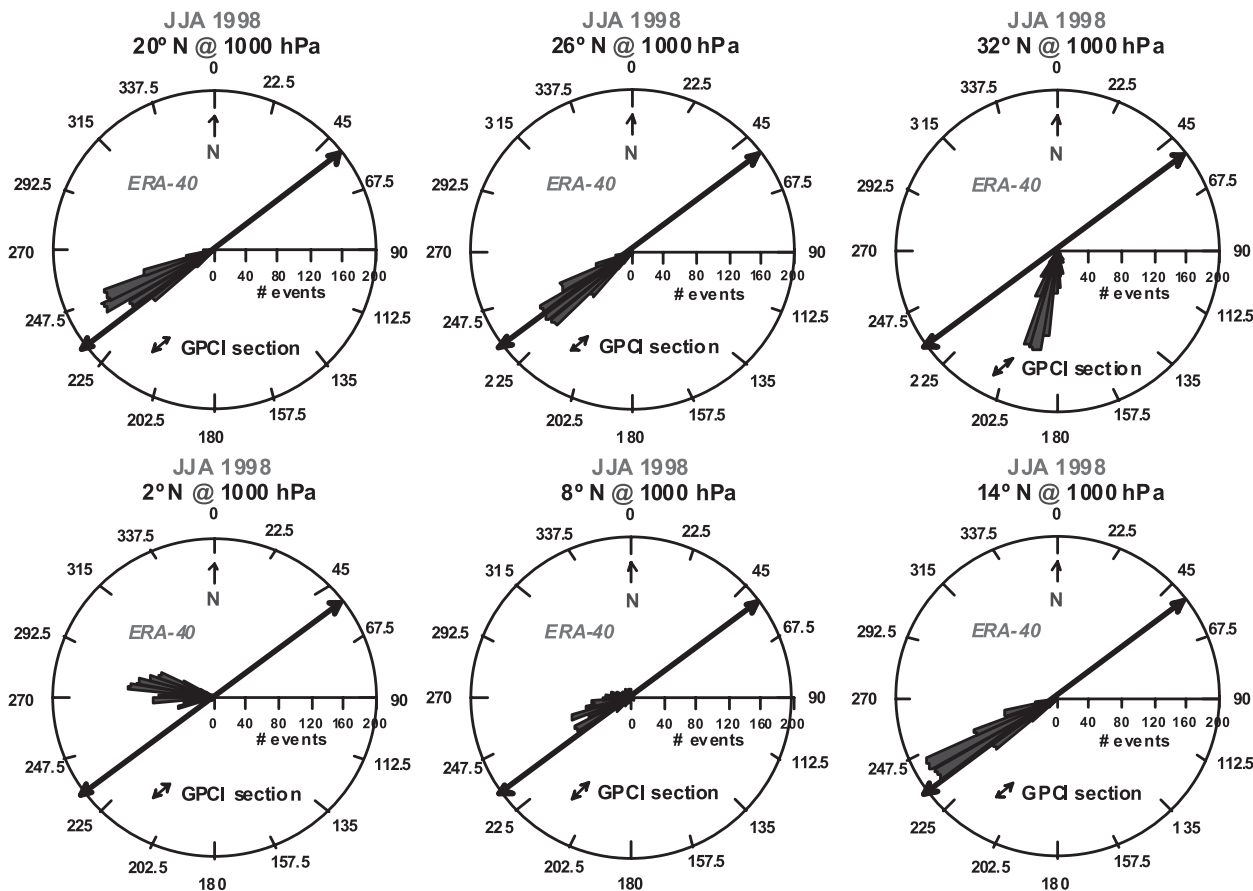 JJA 1998
20º N @ 1000 hPa
0
22.5
45
67.5
90
112.5
135
157.5
180
202.5
225
247.5
270
292.5
315
337.5
N
ERA-40
0 40 80 120 160 200
# events
GPCI section
JJA 1998
26° N @ 1000 hPa
0
22.5
45
67.5
90
112.5
135
157.5
180
202.5
225
247.5
270
292.5
315
337.5
N
ERA-40
0 40 80 120 160 200
# events
GPCI section
JJA 1998
32° N @ 1000 hPa
0
22.5
45
67.5
90
112.5
135
157.5
180
202.5
225
247.5
270
292.5
315
337.5
N
ERA-40
0 40 80 120 160 200
# events
GPCI section
JJA 1998
2º N @ 1000 hPa
0
22.5
45
67.5
90
112.5
135
157.5
180
202.5
225
247.5
270
292.5
315
337.5
N
ERA-40
0 40 80 120 160 200
# events
GPCI section
JJA 1998
8° N @ 1000 hPa
0
22.5
45
67.5
90
112.5
135
157.5
180
202.5
225
247.5
270
292.5
315
337.5
N
ERA-40
0 40 80 120 160 200
# events
GPCI section
JJA 1998
14° N @ 1000 hPa
0
22.5
45
67.5
90
112.5
135
157.5
180
202.5
225
247.5
270
292.5
315
337.5
N
ERA-40
0 40 80 120 160 200
# events
GPCI section